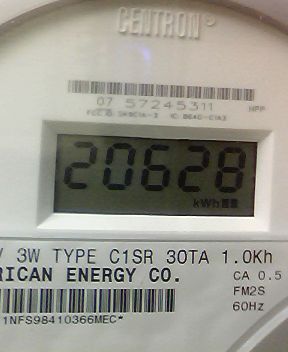 CENTRON®
07 57245311 HPP
20628
kWh
V 3W TYPE C1SR 30TA 1.0Kh
RICAN ENERGY CO. CA 0.5
FM2S
60Hz
1NFS98410366MEC*